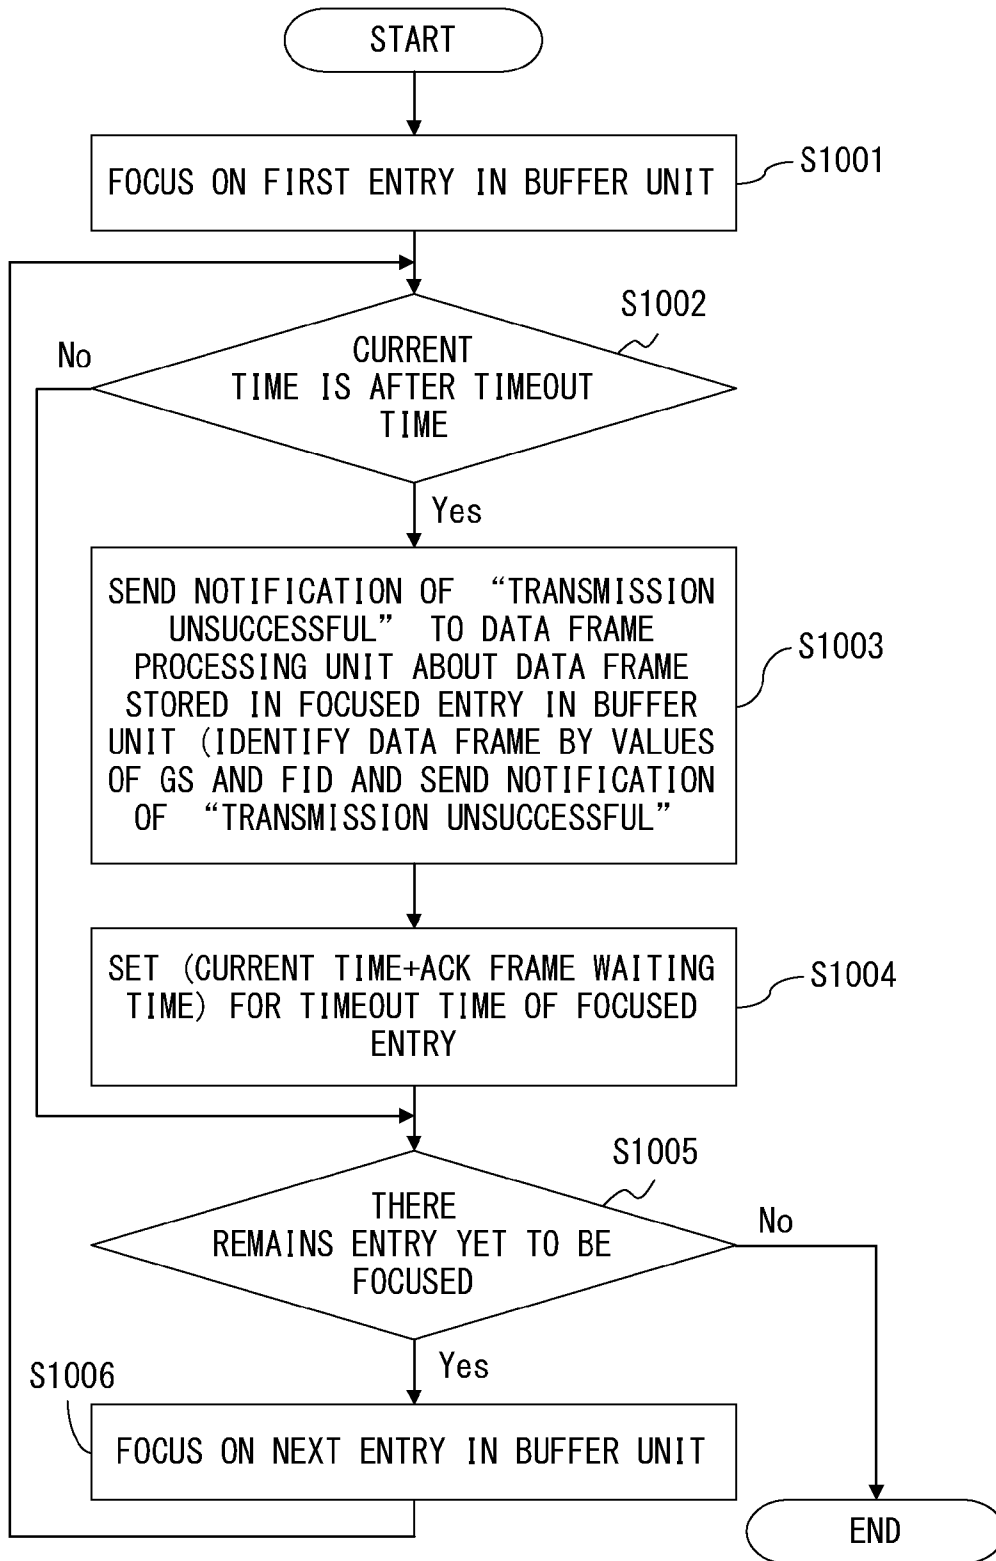 START
FOCUS ON FIRST ENTRY IN BUFFER UNIT
S1001
S1002
No
CURRENT
TIME IS AFTER TIMEOUT
TIME
Yes
SEND NOTIFICATION OF “TRANSMISSION
UNSUCCESSFUL” TO DATA FRAME
PROCESSING UNIT ABOUT DATA FRAME
STORED IN FOCUSED ENTRY IN BUFFER
UNIT (IDENTIFY DATA FRAME BY VALUES
OF GS AND FID AND SEND NOTIFICATION
OF “TRANSMISSION UNSUCCESSFUL”
S1003
SET (CURRENT TIME+ACK FRAME WAITING
TIME) FOR TIMEOUT TIME OF FOCUSED
ENTRY
S1004
S1005
THERE
REMAINS ENTRY YET TO BE
FOCUSED
No
Yes
S1006
FOCUS ON NEXT ENTRY IN BUFFER UNIT
END